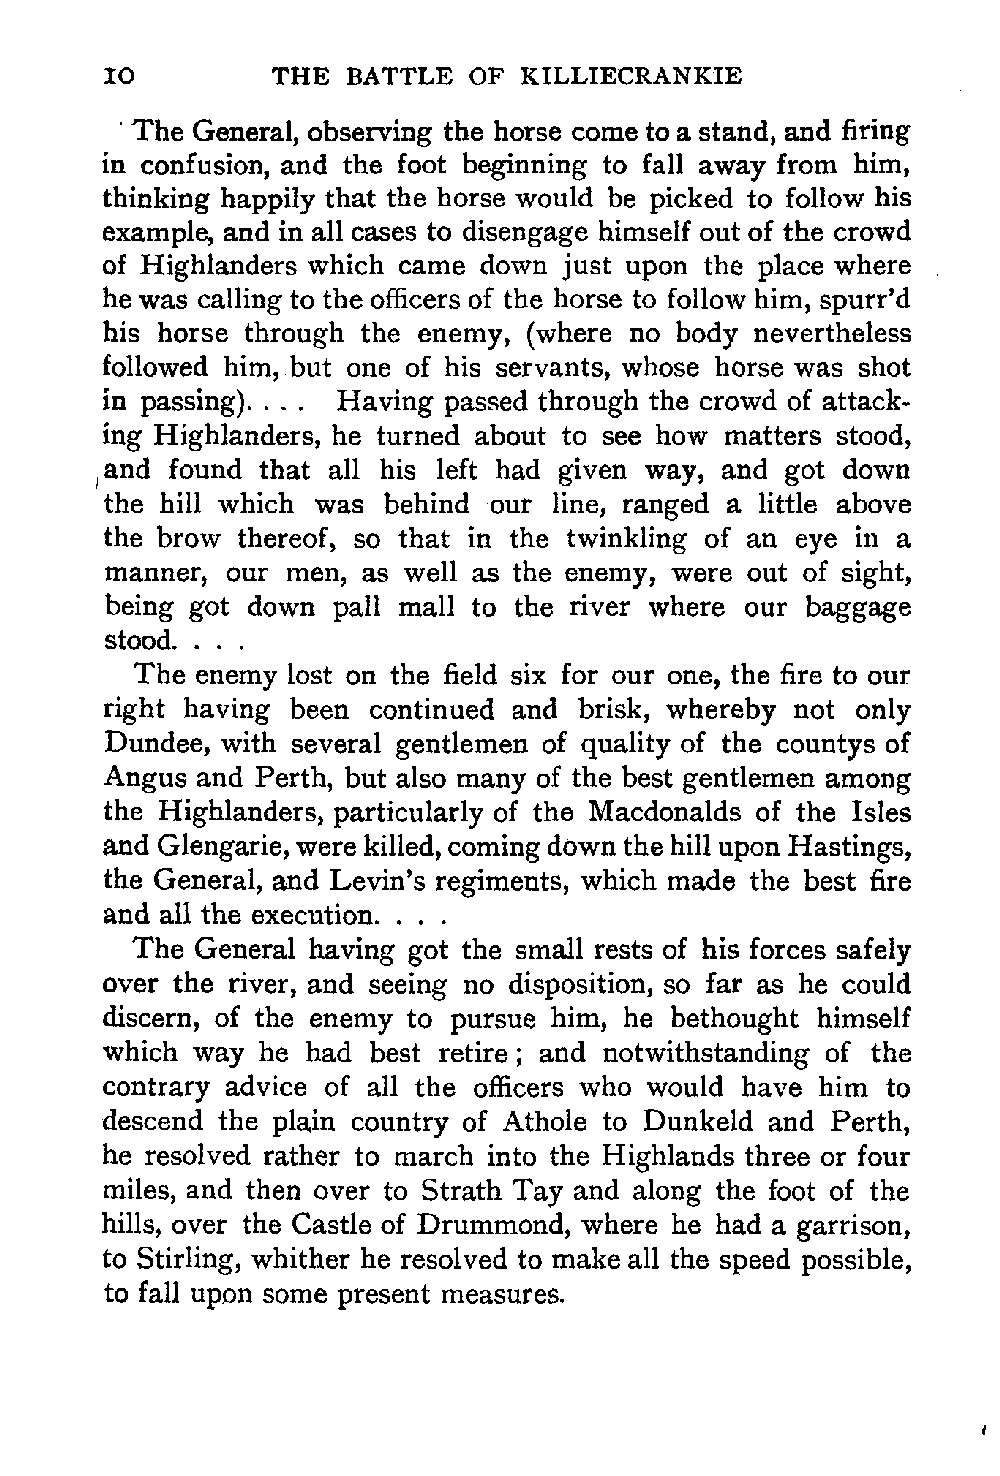 10 THE BATTLE OF KILLIECRANKIE
The General, observing the horse come to a stand, and firing
in confusion, and the foot beginning to fall away from him,
thinking happily that the horse would be picked to follow his
example, and in all cases to disengage himself out of the crowd
of Highlanders which came down just upon the place where
he was calling to the officers of the horse to follow him, spurr'd
his horse through the enemy, (where no body nevertheless
followed him, but one of his servants, whose horse was shot
in passing). . . . Having passed through the crowd of attack-
ing Highlanders, he turned about to see how matters stood,
and found that all his left had given way, and got down
the hill which was behind our line, ranged a little above
the brow thereof, so that in the twinkling of an eye in a
manner, our men, as well as the enemy, were out of sight,
being got down pall mall to the river where our baggage
stood. . . .
The enemy lost on the field six for our one, the fire to our
right having been continued and brisk, whereby not only
Dundee, with several gentlemen of quality of the countys of
Angus and Perth, but also many of the best gentlemen among
the Highlanders, particularly of the Macdonalds of the Isles
and Glengarie, were killed, coming down the hill upon Hastings,
the General, and Levin's regiments, which made the best fire
and all the execution. . . .
The General having got the small rests of his forces safely
over the river, and seeing no disposition, so far as he could
discern, of the enemy to pursue him, he bethought himself
which way he had best retire ; and notwithstanding of the
contrary advice of all the officers who would have him to
descend the plain country of Athole to Dunkeld and Perth,
he resolved rather to march into the Highlands three or four
miles, and then over to Strath Tay and along the foot of the
hills, over the Castle of Drummond, where he had a garrison,
to Stirling, whither he resolved to make all the speed possible,
to fall upon some present measures.